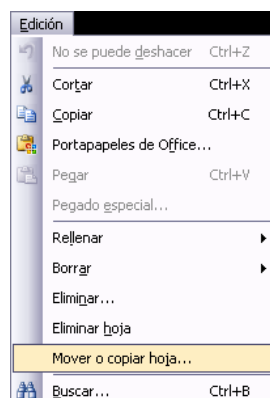 Edición
No se puede deshacer Ctrl+Z
Cortar Ctrl+X
Copiar Ctrl+C
Portapapeles de Office...
Pegar Ctrl+V
Pegado especial...
Rellenar
Borrar
Eliminar...
Eliminar hoja
Mover o copiar hoja...
Buscar... Ctrl+B